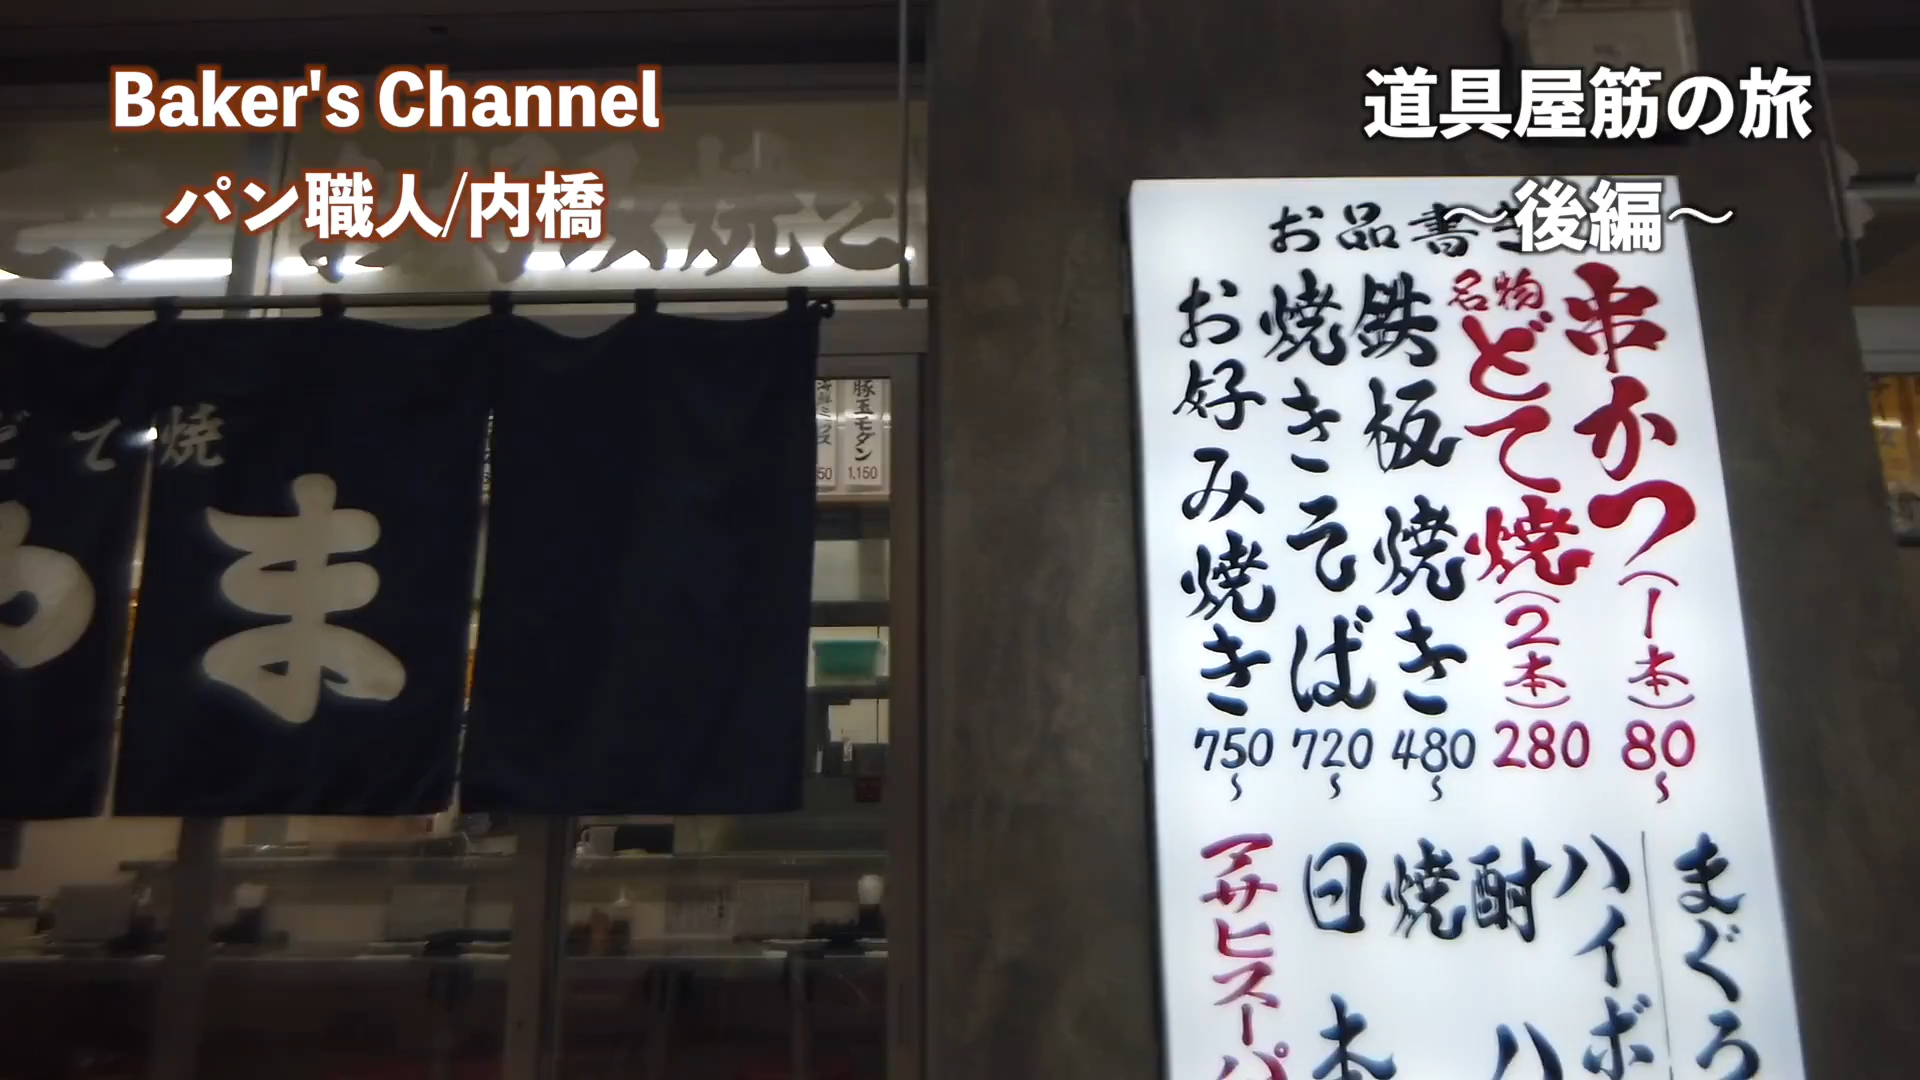 Baker's Channel
パン職人/内橋
道具屋筋の旅
～後編～
どて焼
ま
豚玉モダン
1,150
お品書き
串かつ(1本)
80～
名物
どて焼(2本)
280
鉄板焼き
480～
焼きそば
720～
お好み焼き
750～
まぐろ
ハイボ
焼酎
ハ
日本
アサヒスーパ